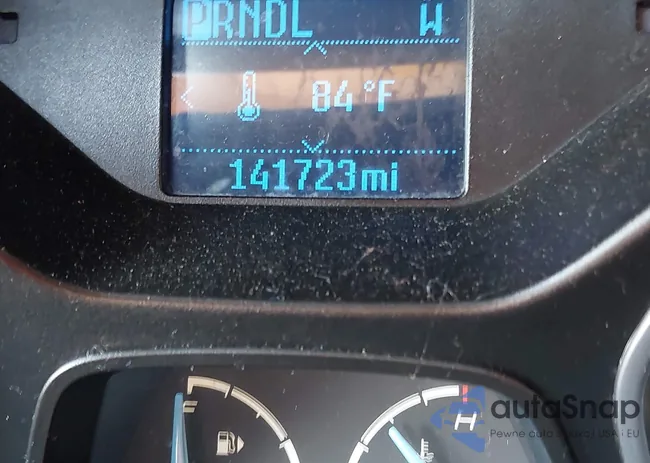 PRNDL W
84°F
141723mi
H
autaSnap